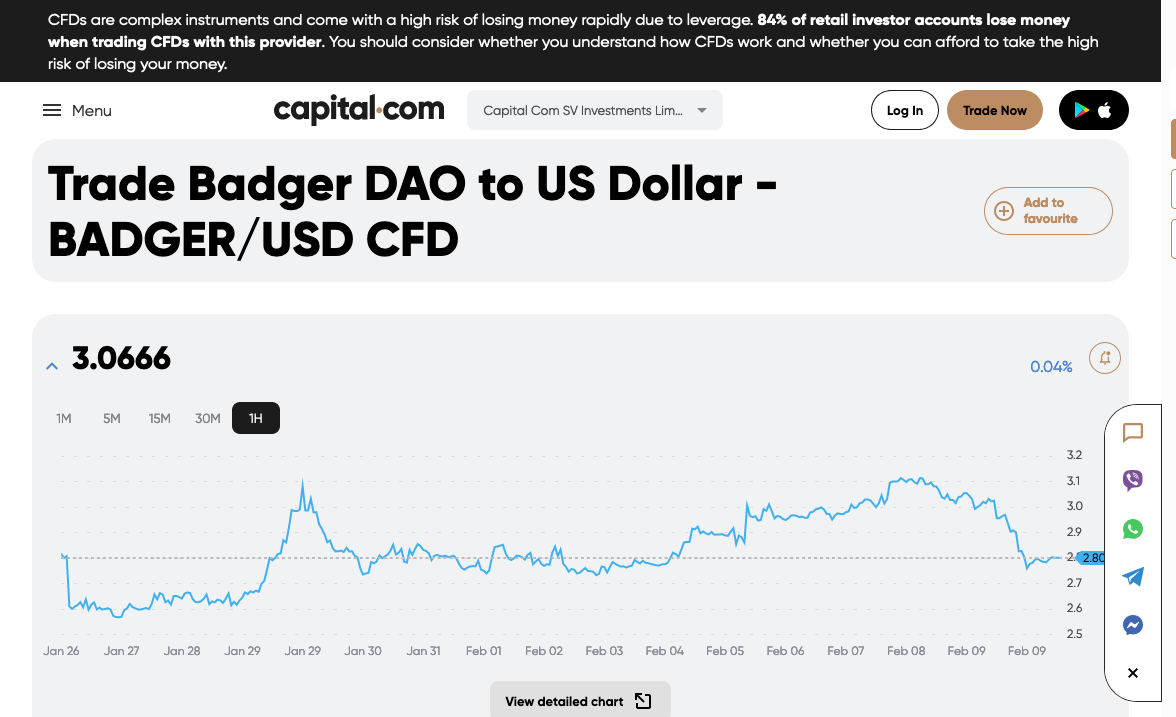 CFDs are complex instruments and come with a high risk of losing money rapidly due to leverage. 84% of retail investor accounts lose money
when trading CFDs with this provider. You should consider whether you understand how CFDs work and whether you can afford to take the high
risk of losing your money.
Menu
capital.com
Capital Com SV Investments Lim...
Log In
Trade Now
Trade Badger DAO to US Dollar -
BADGER/USD CFD
Add to
favourite
3.0666
0.04%
1M 5M 15M 30M 1H
3.2
3.1
3.0
2.9
2.80
2.7
2.6
2.5
Jan 26 Jan 27 Jan 28 Jan 29 Jan 29 Jan 30 Jan 31 Feb 01 Feb 02 Feb 03 Feb 04 Feb 05 Feb 06 Feb 07 Feb 08 Feb 09 Feb 09
View detailed chart